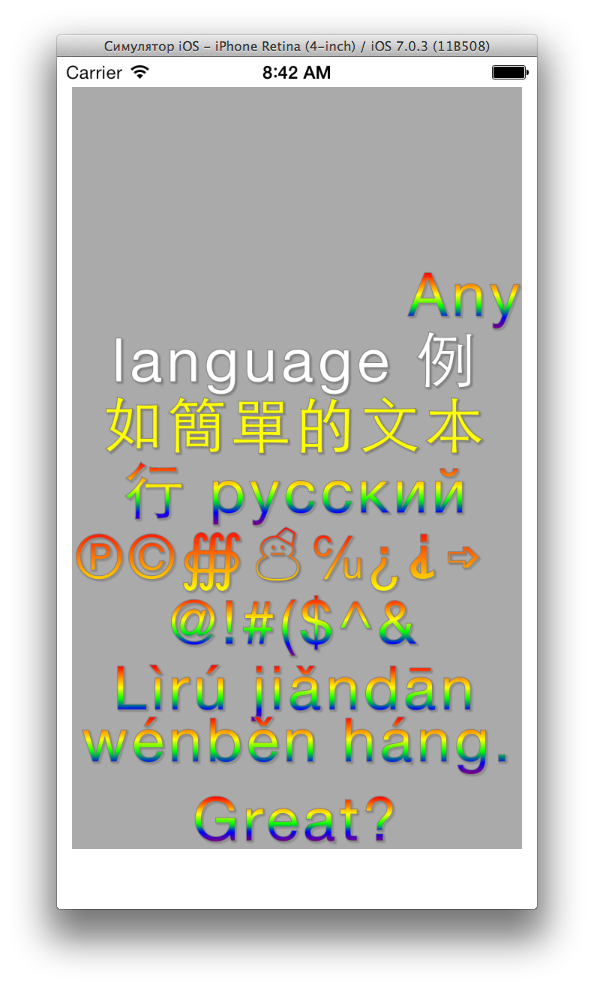 Симулятор iOS – iPhone Retina (4-inch) / iOS 7.0.3 (11B508)
Carrier 8:42 AM
Any
language 例
如簡單的文本
行 русский
Ⓟ©∰☃℆¿⸘➩
@!#($^&
Lìrú jiǎndān
wénběn háng.
Great?